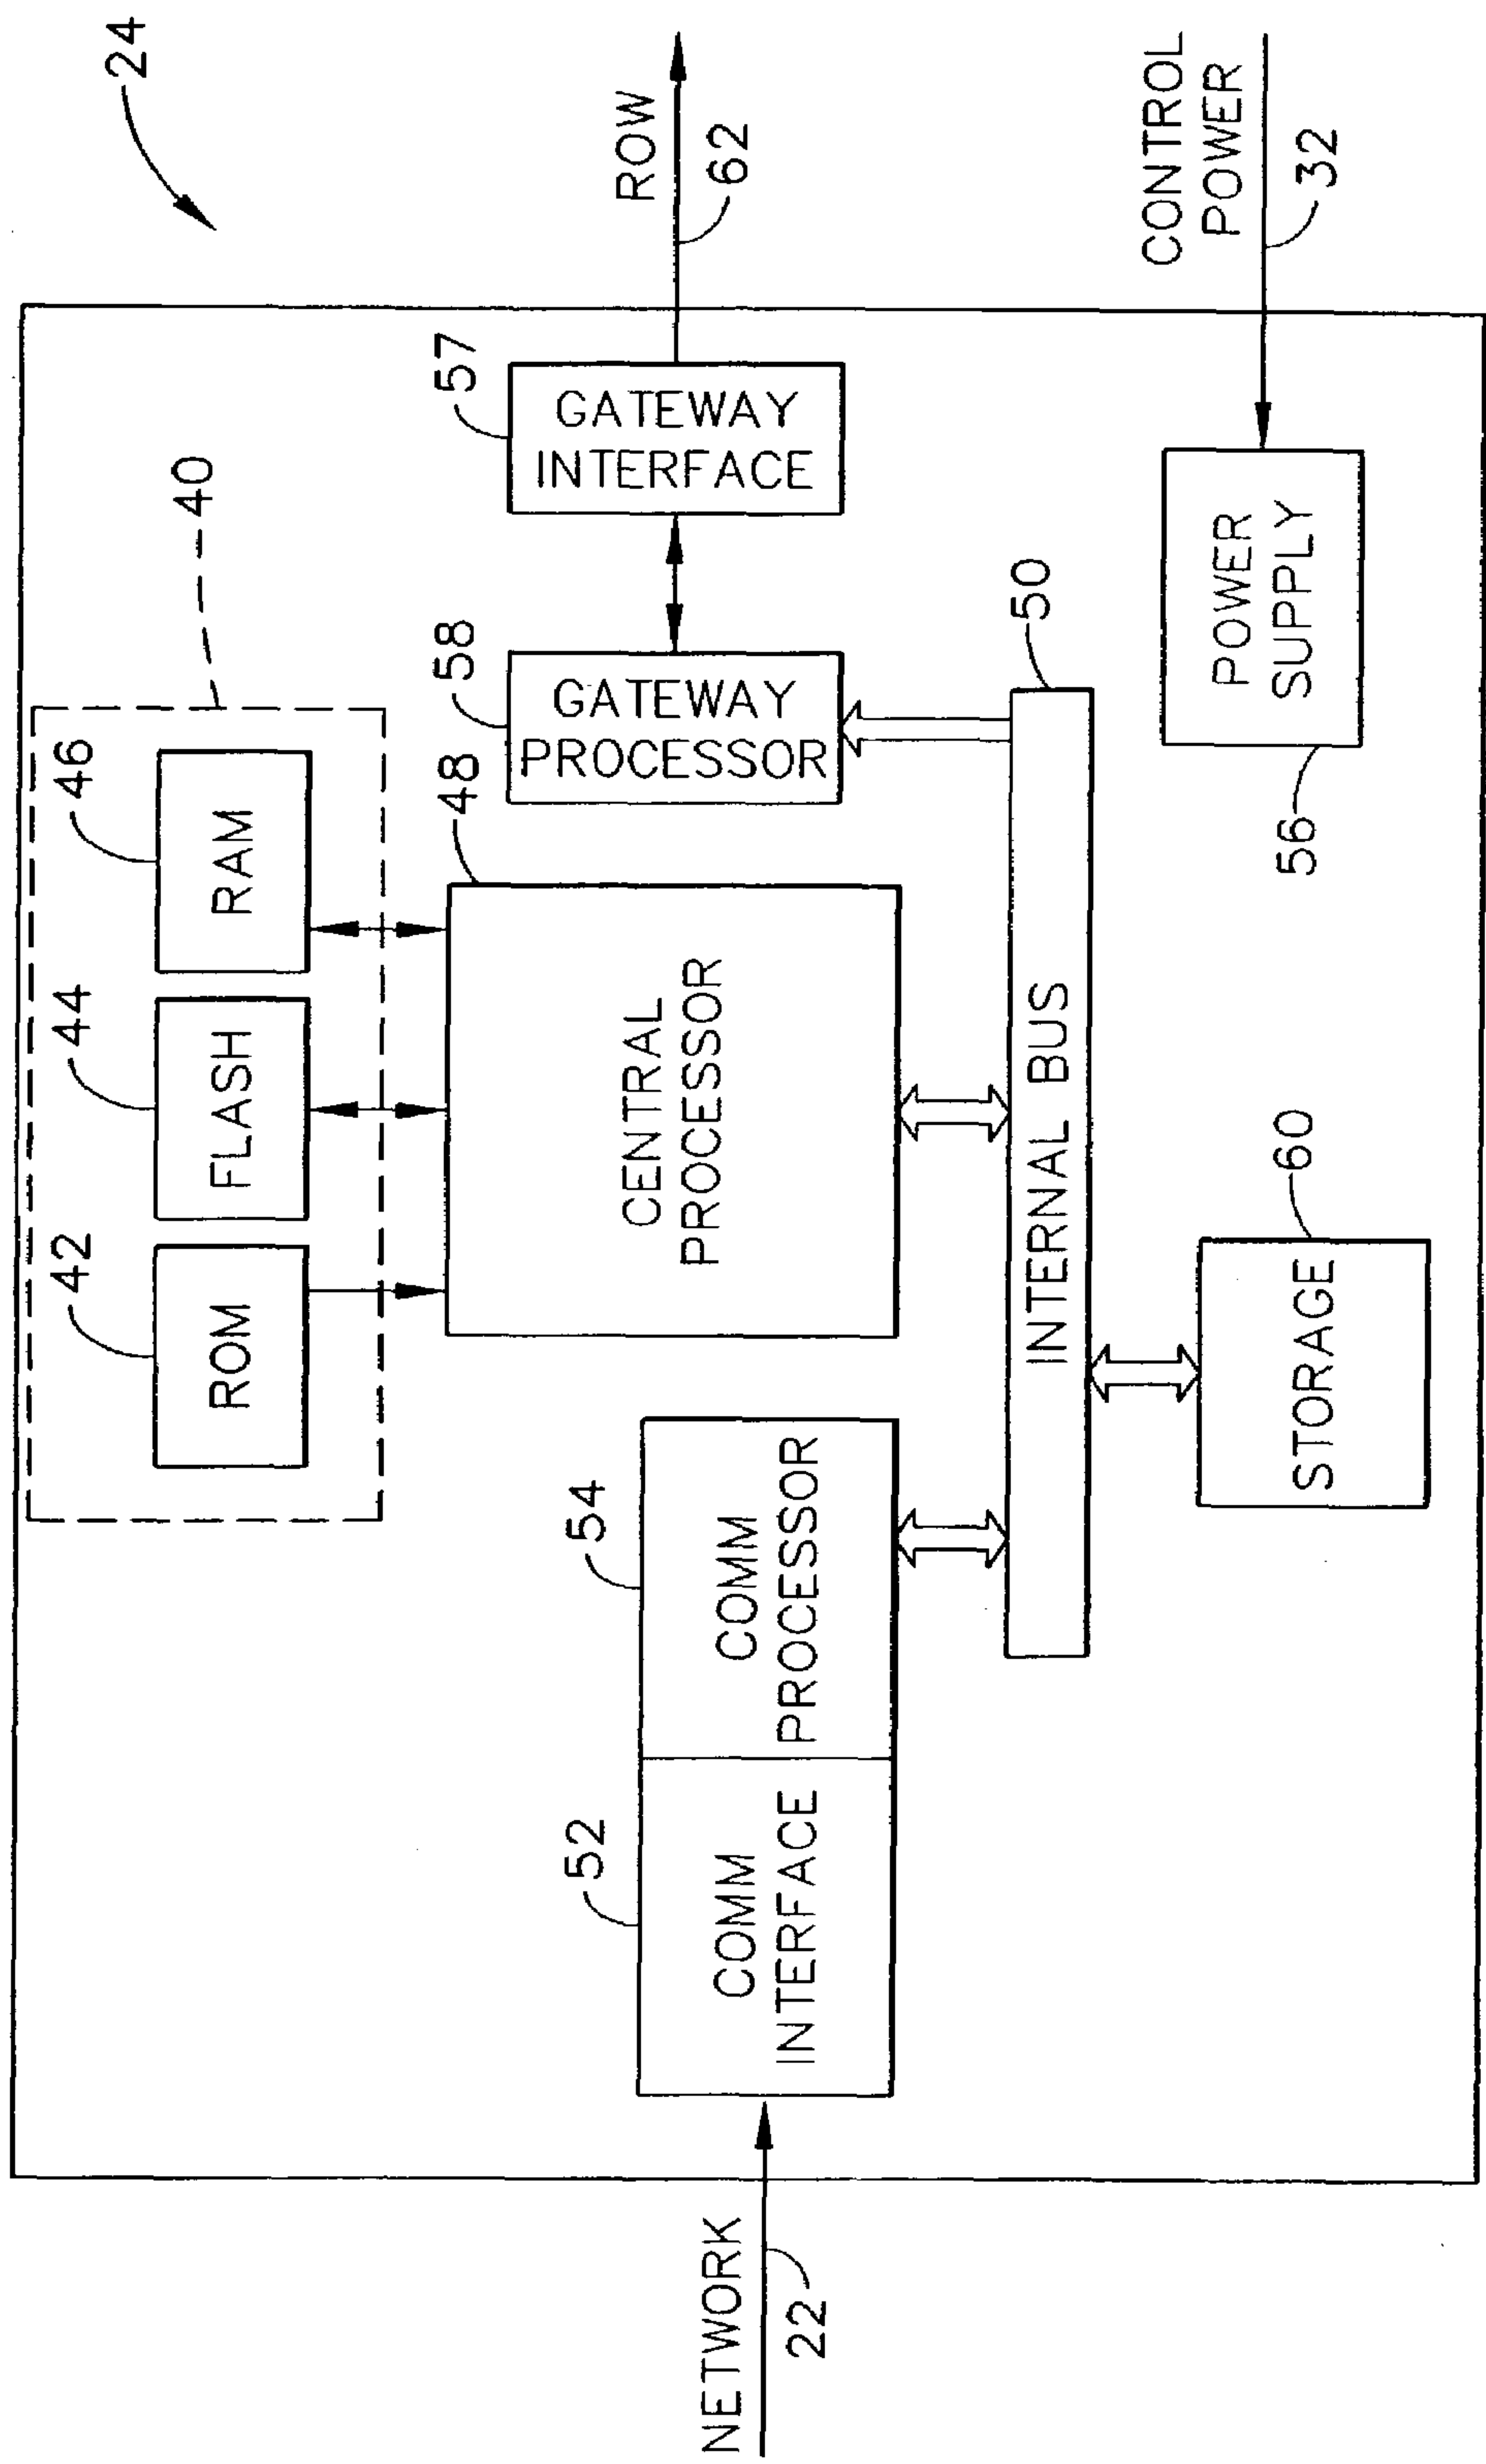 24
40
42
44
46
ROM
FLASH
RAM
48
58
57
GATEWAY
INTERFACE
GATEWAY
PROCESSOR
ROW
62
CENTRAL
PROCESSOR
52
54
COMM
INTERFACE
COMM
PROCESSOR
NETWORK
22
50
INTERNAL BUS
CONTROL
POWER
32
POWER
SUPPLY
56
60
STORAGE